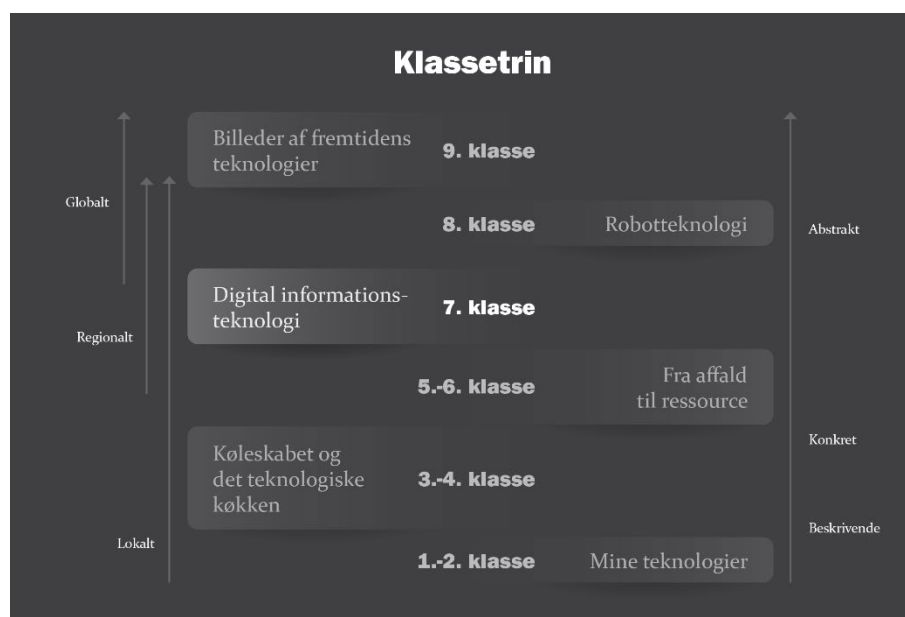 Klassetrin
Billeder af fremtidens
teknologier
9. klasse
Globalt
8. klasse
Robotteknologi
Abstrakt
Digital informations-
teknologi
7. klasse
Regionalt
5.-6. klasse
Fra affald
til ressource
Konkret
Køleskabet og
det teknologiske
køkken
3.-4. klasse
Beskrivende
Lokalt
1.-2. klasse
Mine teknologier